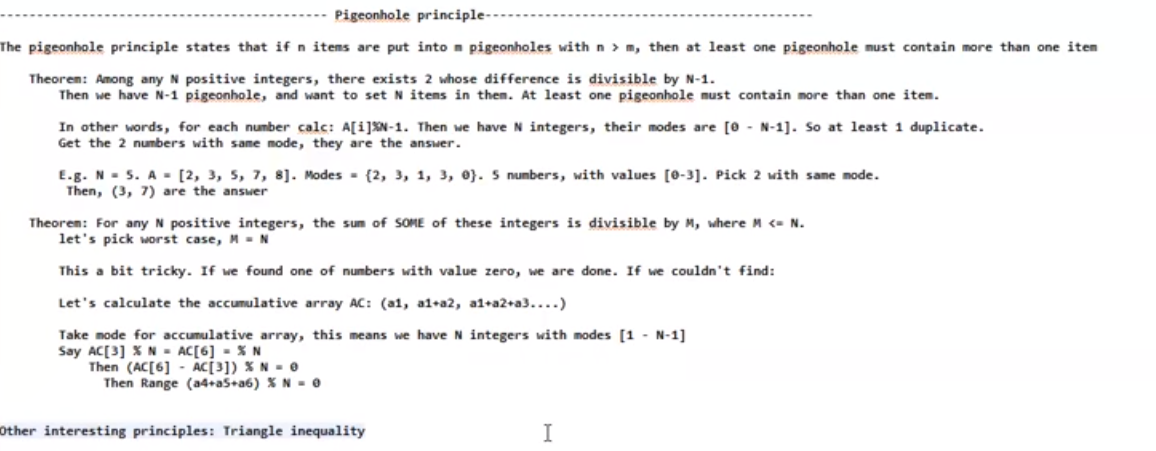 ------------------------------------------ Pigeonhole principle------------------------------------------
The pigeonhole principle states that if n items are put into m pigeonholes with n > m, then at least one pigeonhole must contain more than one item
Theorem: Among any N positive integers, there exists 2 whose difference is divisible by N-1.
Then we have N-1 pigeonhole, and want to set N items in them. At least one pigeonhole must contain more than one item.
In other words, for each number calc: A[i]%N-1. Then we have N integers, their modes are [0 - N-1]. So at least 1 duplicate.
Get the 2 numbers with same mode, they are the answer.
E.g. N = 5. A = [2, 3, 5, 7, 8]. Modes = {2, 3, 1, 3, 0}. 5 numbers, with values [0-3]. Pick 2 with same mode.
Then, (3, 7) are the answer
Theorem: For any N positive integers, the sum of SOME of these integers is divisible by M, where M <= N.
let's pick worst case, M = N
This a bit tricky. If we found one of numbers with value zero, we are done. If we couldn't find:
Let's calculate the accumulative array AC: (a1, a1+a2, a1+a2+a3....)
Take mode for accumulative array, this means we have N integers with modes [1 - N-1]
Say AC[3] % N = AC[6] = % N
Then (AC[6] - AC[3]) % N = 0
Then Range (a4+a5+a6) % N = 0
Other interesting principles: Triangle inequality